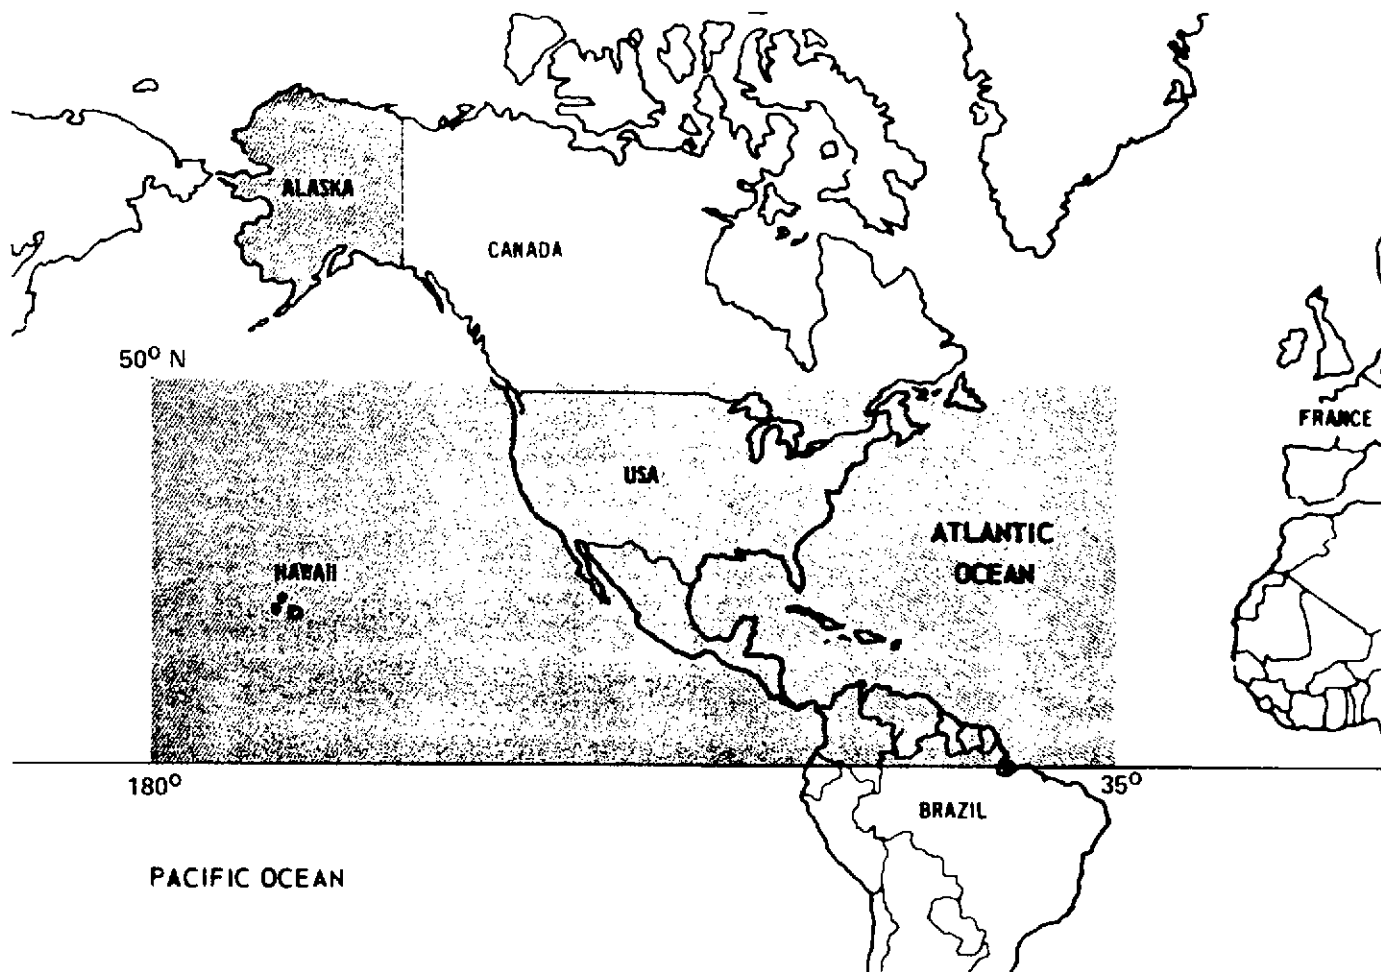 ALASKA
CANADA
50° N
FRANCE
USA
ATLANTIC
OCEAN
HAWAII
180°
35°
BRAZIL
PACIFIC OCEAN